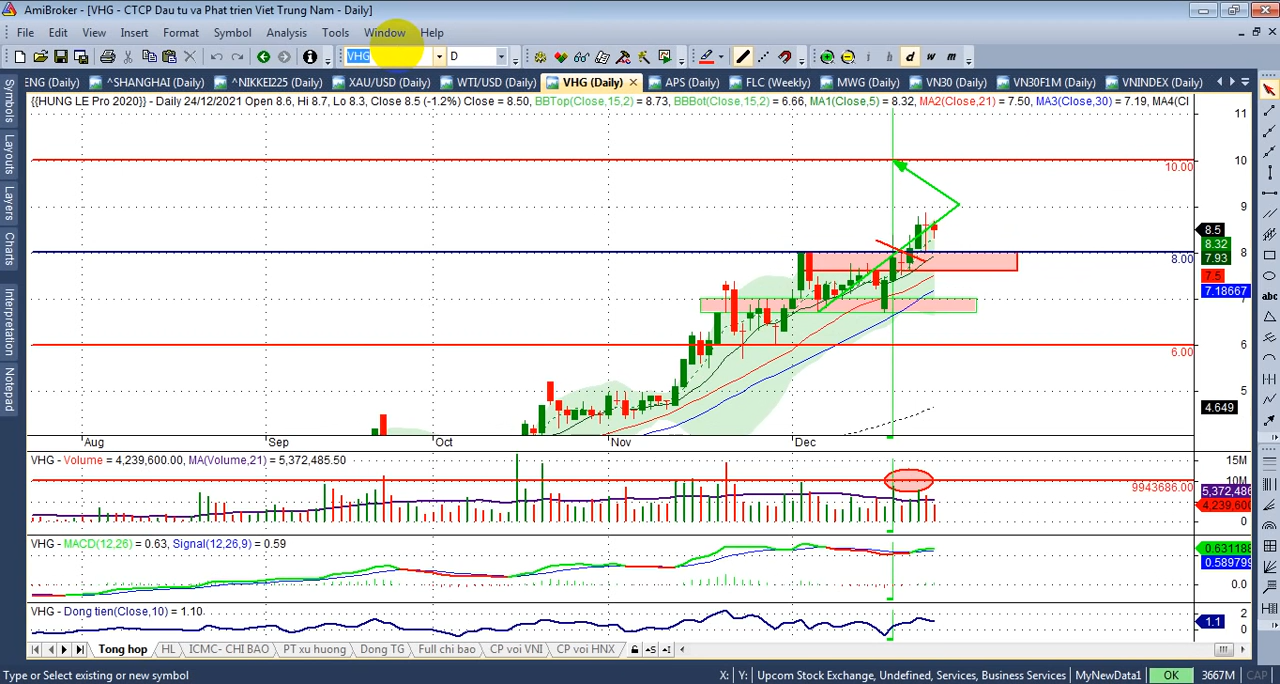 AmiBroker - [VHG - CTCP Dau tu va Phat trien Viet Trung Nam - Daily]
File Edit View Insert Format Symbol Analysis Tools Window Help
VHG D i h d w m
ENG (Daily) ^SHANGHAI (Daily) ^NIKKEI225 (Daily) XAU/USD (Daily) WTI/USD (Daily) VHG (Daily) APS (Daily) FLC (Weekly) MWG (Daily) VN30 (Daily) VN30F1M (Daily) VNINDEX (Daily)
{{HUNG LE Pro 2020}} - Daily 24/12/2021 Open 8.6, Hi 8.7, Lo 8.3, Close 8.5 (-1.2%) Close = 8.50, BBTop(Close,15,2) = 8.73, BBBot(Close,15,2) = 6.66, MA1(Close,5) = 8.32, MA2(Close,21) = 7.50, MA3(Close,30) = 7.19, MA4(Cl
Symbols
Layouts
Layers
Charts
Interpretation
Notepad
abc
11
10
10.00
9
8.5
8.32
8
7.93
8.00
7.5
7.18667
6
6.00
5
4.649
Aug Sep Oct Nov Dec
VHG - Volume = 4,239,600.00, MA(Volume,21) = 5,372,485.50
15M
9943686.00
10M
5,372,486
4,239,600
0
VHG - MACD(12,26) = 0.63, Signal(12,26,9) = 0.59
0.631188
0.589799
0.0
VHG - Dong tien(Close,10) = 1.10
2
1.1
0
Tong hop HL ICMC- CHI BAO PT xu huong Dong TG Full chi bao CP voi VNI CP voi HNX
Type or Select existing or new symbol X: Y: Upcom Stock Exchange, Undefined, Services, Business Services MyNewData1 OK 3667M CAP